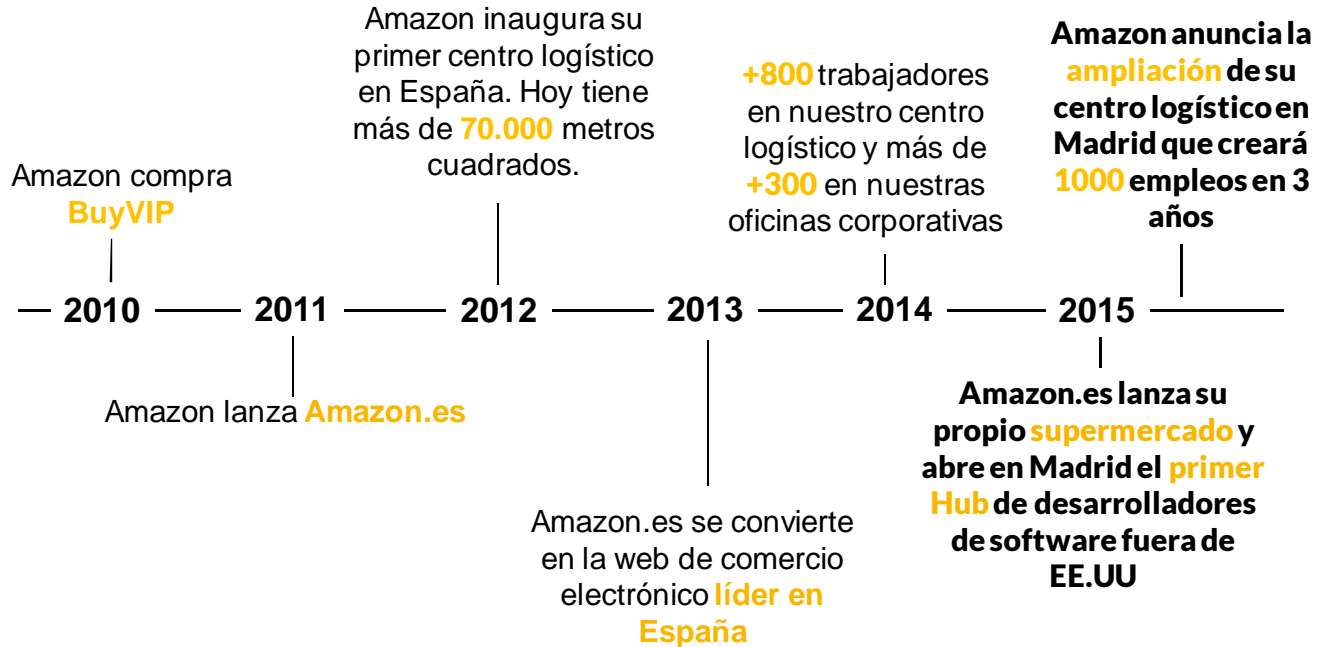 Amazon compra
BuyVIP
Amazon inaugura su
primer centro logístico
en España. Hoy tiene
más de 70.000 metros
cuadrados.
+800 trabajadores
en nuestro centro
logístico y más de
+300 en nuestras
oficinas corporativas
Amazon anuncia la
ampliación de su
centro logístico en
Madrid que creará
1000 empleos en 3
años
2010 2011 2012 2013 2014 2015
Amazon lanza Amazon.es
Amazon.es se convierte
en la web de comercio
electrónico líder en
España
Amazon.es lanza su
propio supermercado y
abre en Madrid el primer
Hub de desarrolladores
de software fuera de
EE.UU